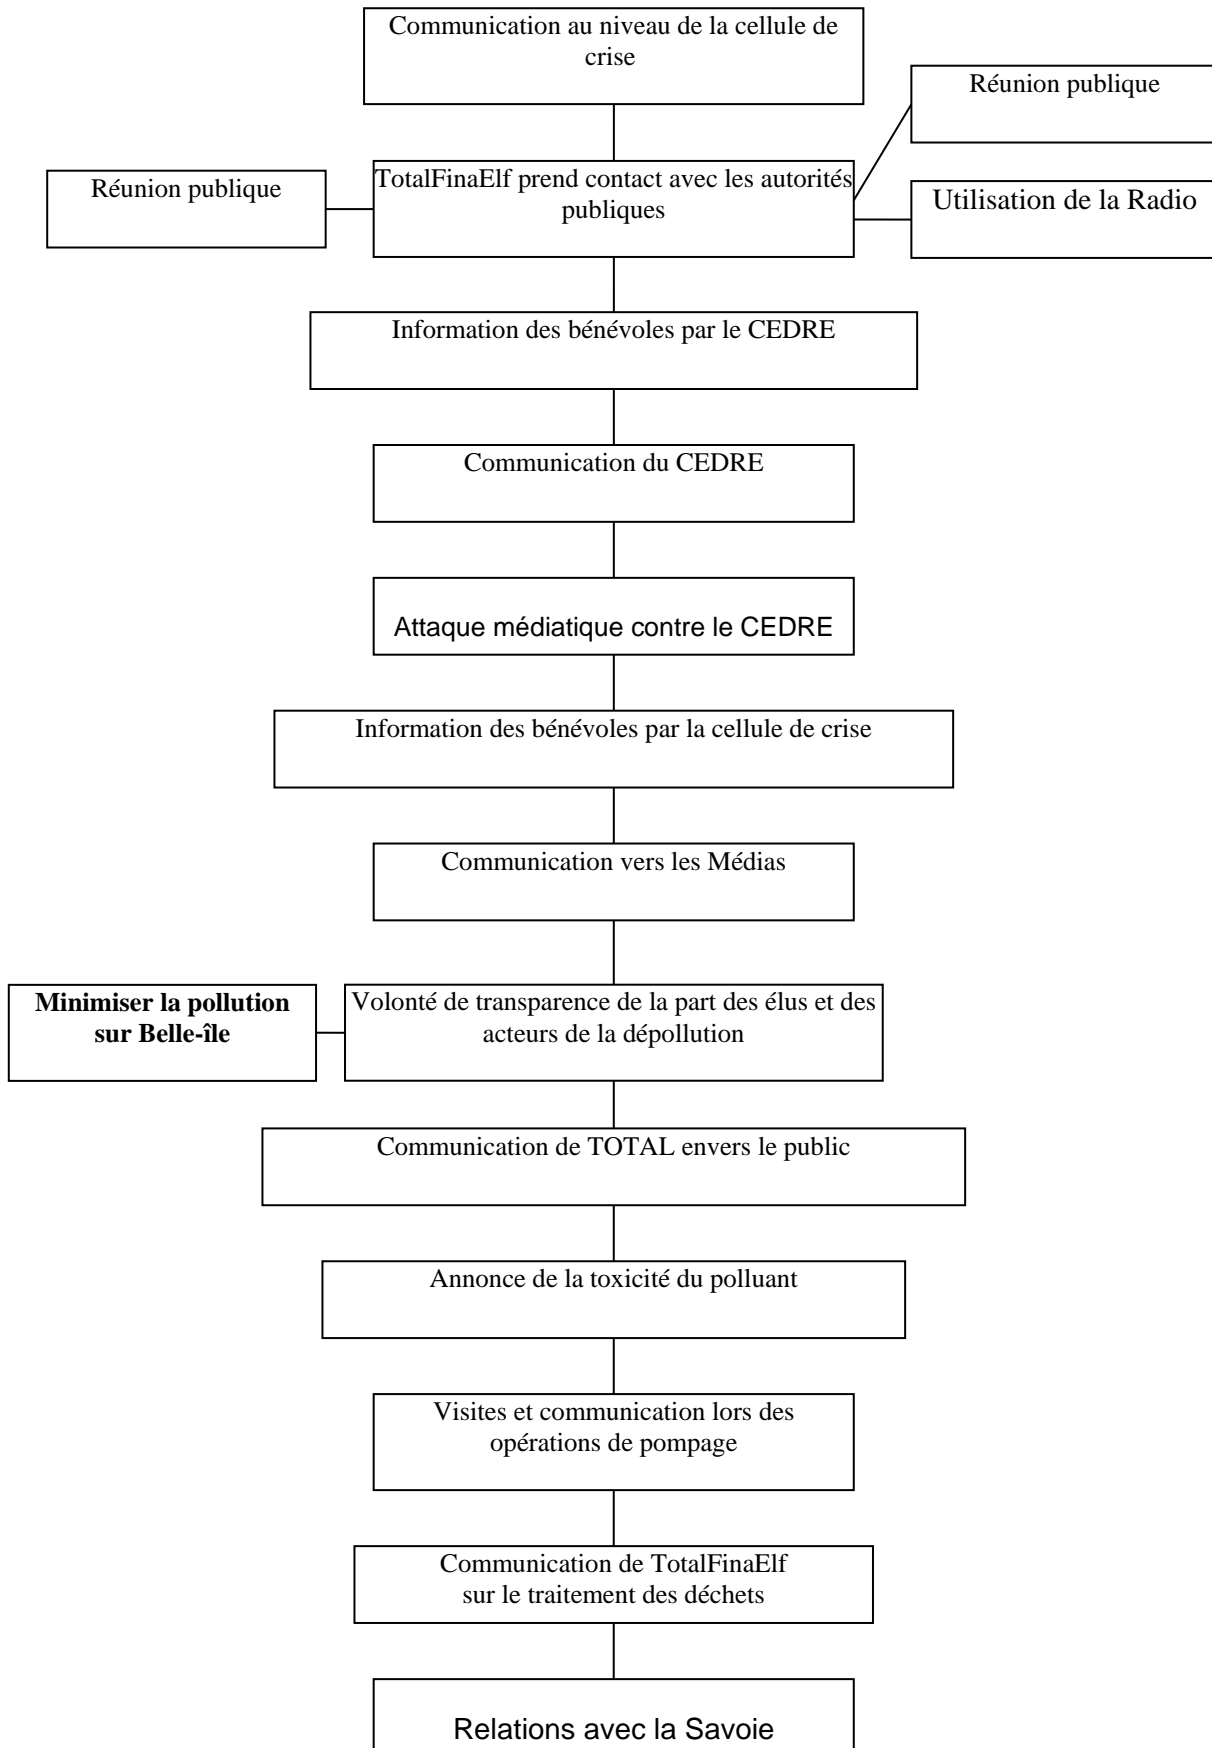 Communication au niveau de la cellule de
crise
Réunion publique
Réunion publique
TotalFinaElf prend contact avec les autorités
publiques
Utilisation de la Radio
Information des bénévoles par le CEDRE
Communication du CEDRE
Attaque médiatique contre le CEDRE
Information des bénévoles par la cellule de crise
Communication vers les Médias
Minimiser la pollution
sur Belle-île
Volonté de transparence de la part des élus et des
acteurs de la dépollution
Communication de TOTAL envers le public
Annonce de la toxicité du polluant
Visites et communication lors des
opérations de pompage
Communication de TotalFinaElf
sur le traitement des déchets
Relations avec la Savoie